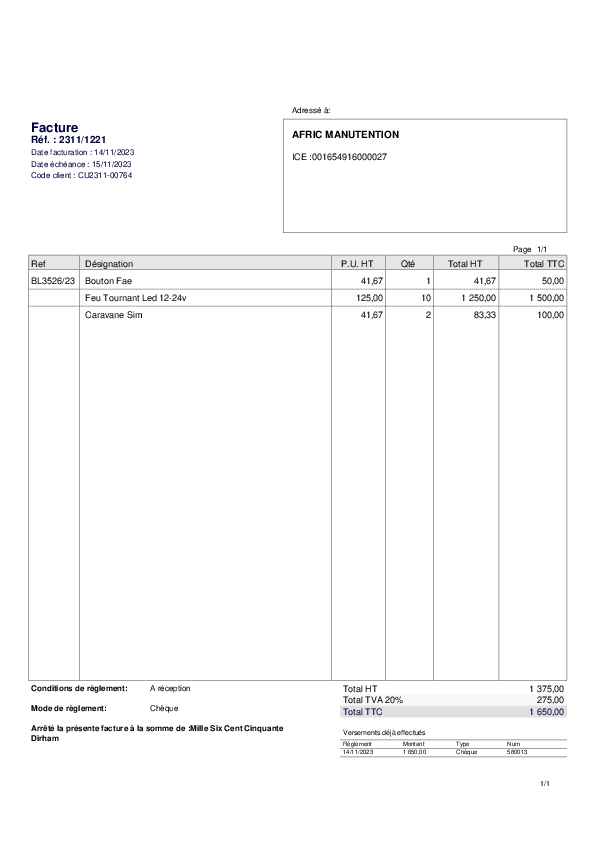 Adressé à:
Facture
Réf. : 2311/1221
Date facturation : 14/11/2023
Date échéance : 15/11/2023
Code client : CU2311-00764
AFRIC MANUTENTION
ICE :001654916000027
Page 1/1
Ref Désignation P.U. HT Qté Total HT Total TTC
BL3526/23 Bouton Fae 41,67 1 41,67 50,00
Feu Tournant Led 12-24v 125,00 10 1 250,00 1 500,00
Caravane Sim 41,67 2 83,33 100,00
Conditions de règlement: A réception
Mode de règlement: Chèque
Arrêté la présente facture à la somme de :Mille Six Cent Cinquante
Dirham
Total HT 1 375,00
Total TVA 20% 275,00
Total TTC 1 650,00
Versements déjà effectués
Règlement Montant Type Num
14/11/2023 1 650,00 Chèque 580013
1/1